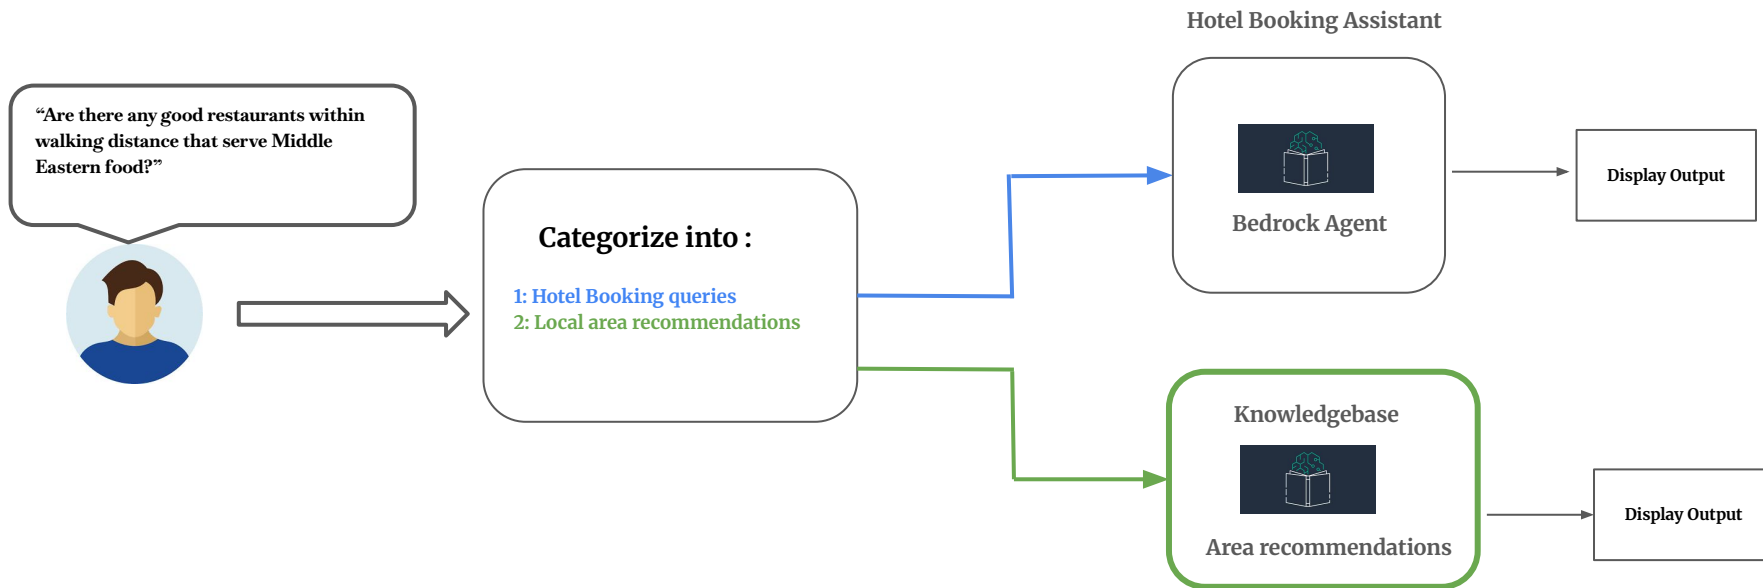 Hotel Booking Assistant
“Are there any good restaurants within
walking distance that serve Middle
Eastern food?”
Categorize into :
1: Hotel Booking queries
2: Local area recommendations
Bedrock Agent
Display Output
Knowledgebase
Area recommendations
Display Output